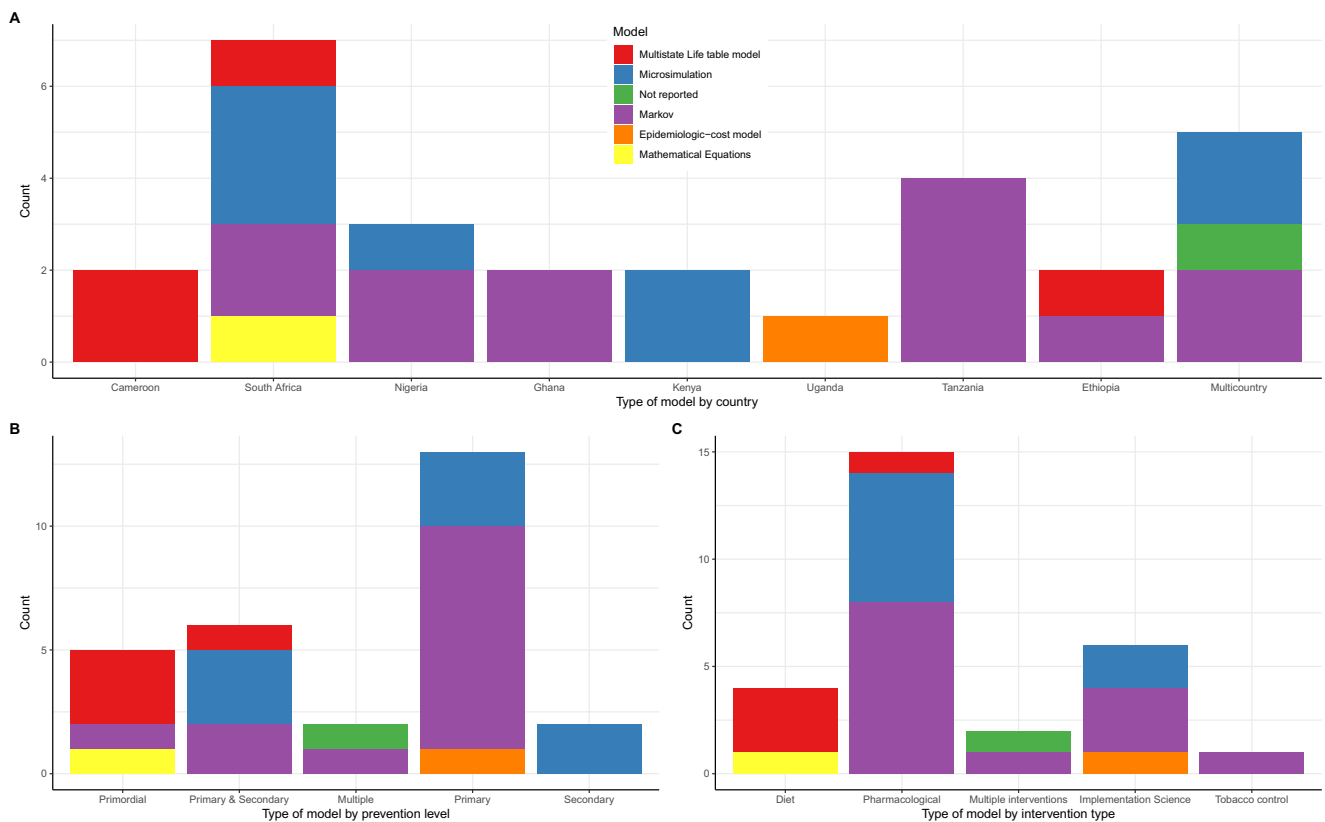 A
Model
Multistate Life table model
Microsimulation
Not reported
Markov
Epidemiologic−cost model
Mathematical Equations
Count
6
4
2
0
Cameroon South Africa Nigeria Ghana Kenya Uganda Tanzania Ethiopia Multicountry
Type of model by country
B
Count
10
5
0
Primordial Primary & Secondary Multiple Primary Secondary
Type of model by prevention level
C
Count
15
10
5
0
Diet Pharmacological Multiple interventions Implementation Science Tobacco control
Type of model by intervention type